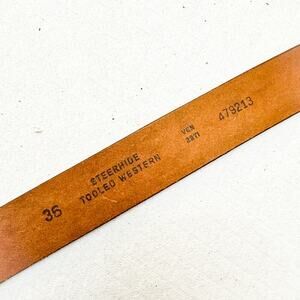 36
STEERHIDE
TOOLED WESTERN
VEN
2871
479213